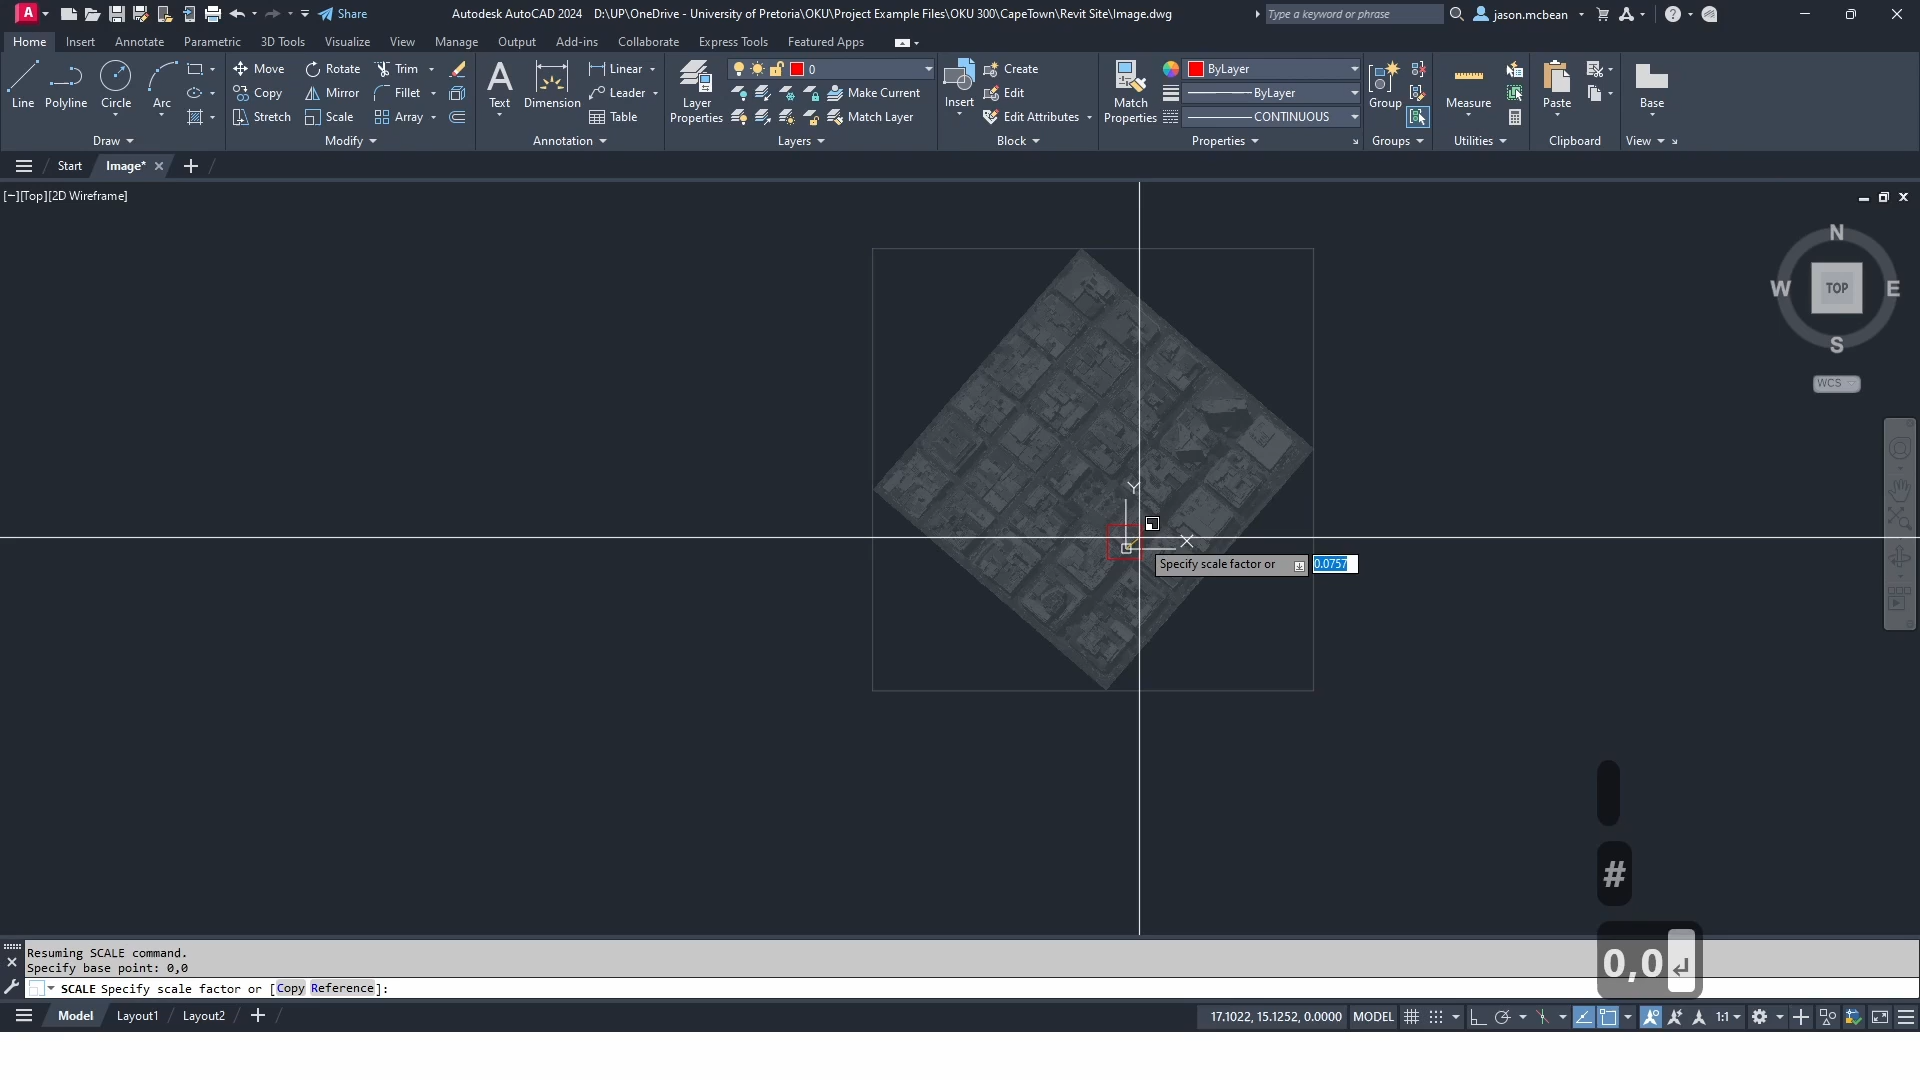 A Share Autodesk AutoCAD 2024 D:\UP\OneDrive - University of Pretoria\OKU\Project Example Files\OKU 300\CapeTown\Revit Site\Image.dwg Type a keyword or phrase jason.mcbean
Home Insert Annotate Parametric 3D Tools Visualize View Manage Output Add-ins Collaborate Express Tools Featured Apps
Line Polyline Circle Arc
Move Rotate Trim
Copy Mirror Fillet
Stretch Scale Array
Text Dimension
Linear
Leader
Table
Layer Properties
0
Make Current
Match Layer
Insert
Create
Edit
Edit Attributes
Match Properties
ByLayer
ByLayer
CONTINUOUS
Group
Measure
Paste
Base
Draw Modify Annotation Layers Block Properties Groups Utilities Clipboard View
Start Image*
[−][Top][2D Wireframe]
N
W TOP E
S
WCS
Y
X
Specify scale factor or 0.0757
#
0,0
Resuming SCALE command.
Specify base point: 0,0
SCALE Specify scale factor or [Copy Reference]:
Model Layout1 Layout2 17.1022, 15.1252, 0.0000 MODEL 1:1